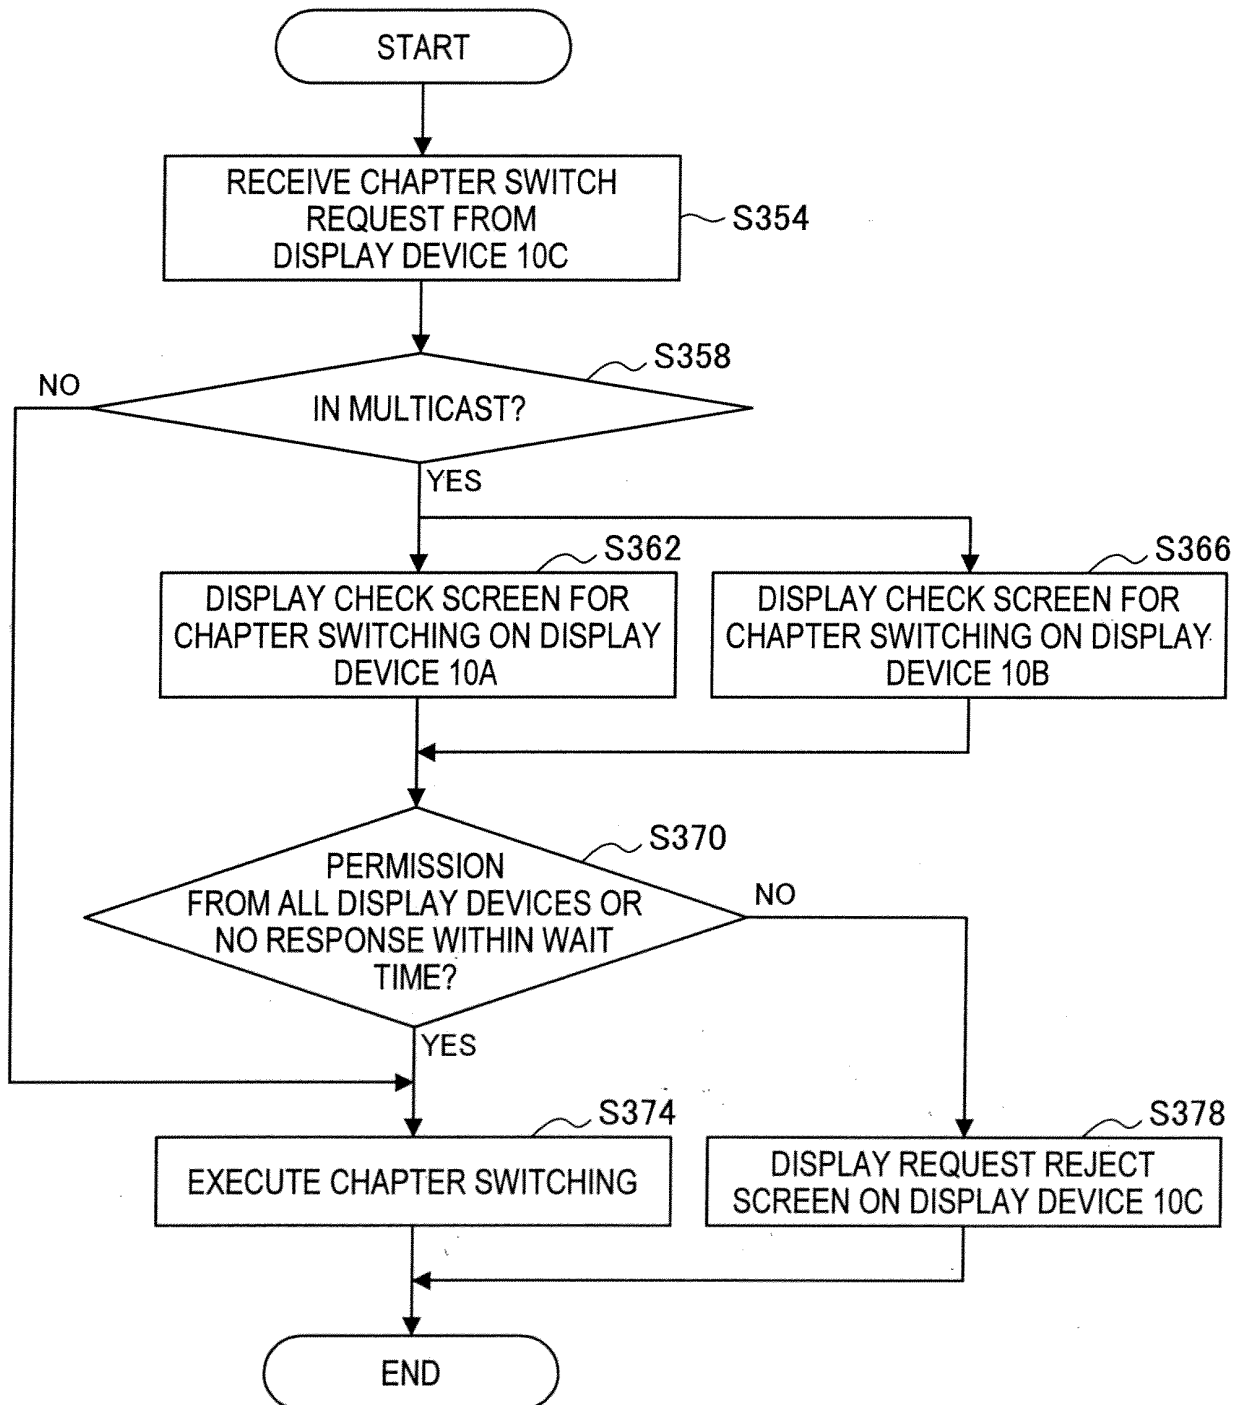 START
RECEIVE CHAPTER SWITCH
REQUEST FROM
DISPLAY DEVICE 10C
S354
S358
NO
IN MULTICAST?
YES
S362
DISPLAY CHECK SCREEN FOR
CHAPTER SWITCHING ON DISPLAY
DEVICE 10A
S366
DISPLAY CHECK SCREEN FOR
CHAPTER SWITCHING ON DISPLAY
DEVICE 10B
S370
PERMISSION
FROM ALL DISPLAY DEVICES OR
NO RESPONSE WITHIN WAIT
TIME?
NO
YES
S374
EXECUTE CHAPTER SWITCHING
S378
DISPLAY REQUEST REJECT
SCREEN ON DISPLAY DEVICE 10C
END